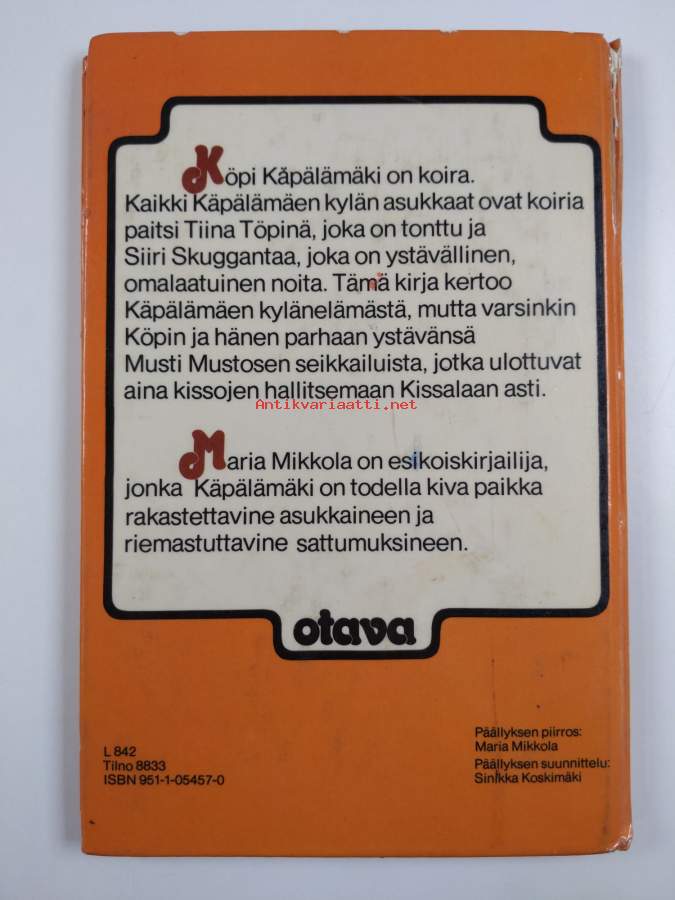 Köpi Käpälämäki on koira.
Kaikki Käpälämäen kylän asukkaat ovat koiria
paitsi Tiina Töpinä, joka on tonttu ja
Siiri Skuggantaa, joka on ystävällinen,
omalaatuinen noita. Tämä kirja kertoo
Käpälämäen kylänelämästä, mutta varsinkin
Köpin ja hänen parhaan ystävänsä
Musti Mustosen seikkailuista, jotka ulottuvat
aina kissojen hallitsemaan Kissalaan asti.
Antikvariaatti.net
Maria Mikkola on esikoiskirjailija,
jonka Käpälämäki on todella kiva paikka
rakastettavine asukkaineen ja
riemastuttavine sattumuksineen.
otava
L 842
Tilno 8833
ISBN 951-1-05457-0
Päällyksen piirros:
Maria Mikkola
Päällyksen suunnittelu:
Sinikka Koskimäki